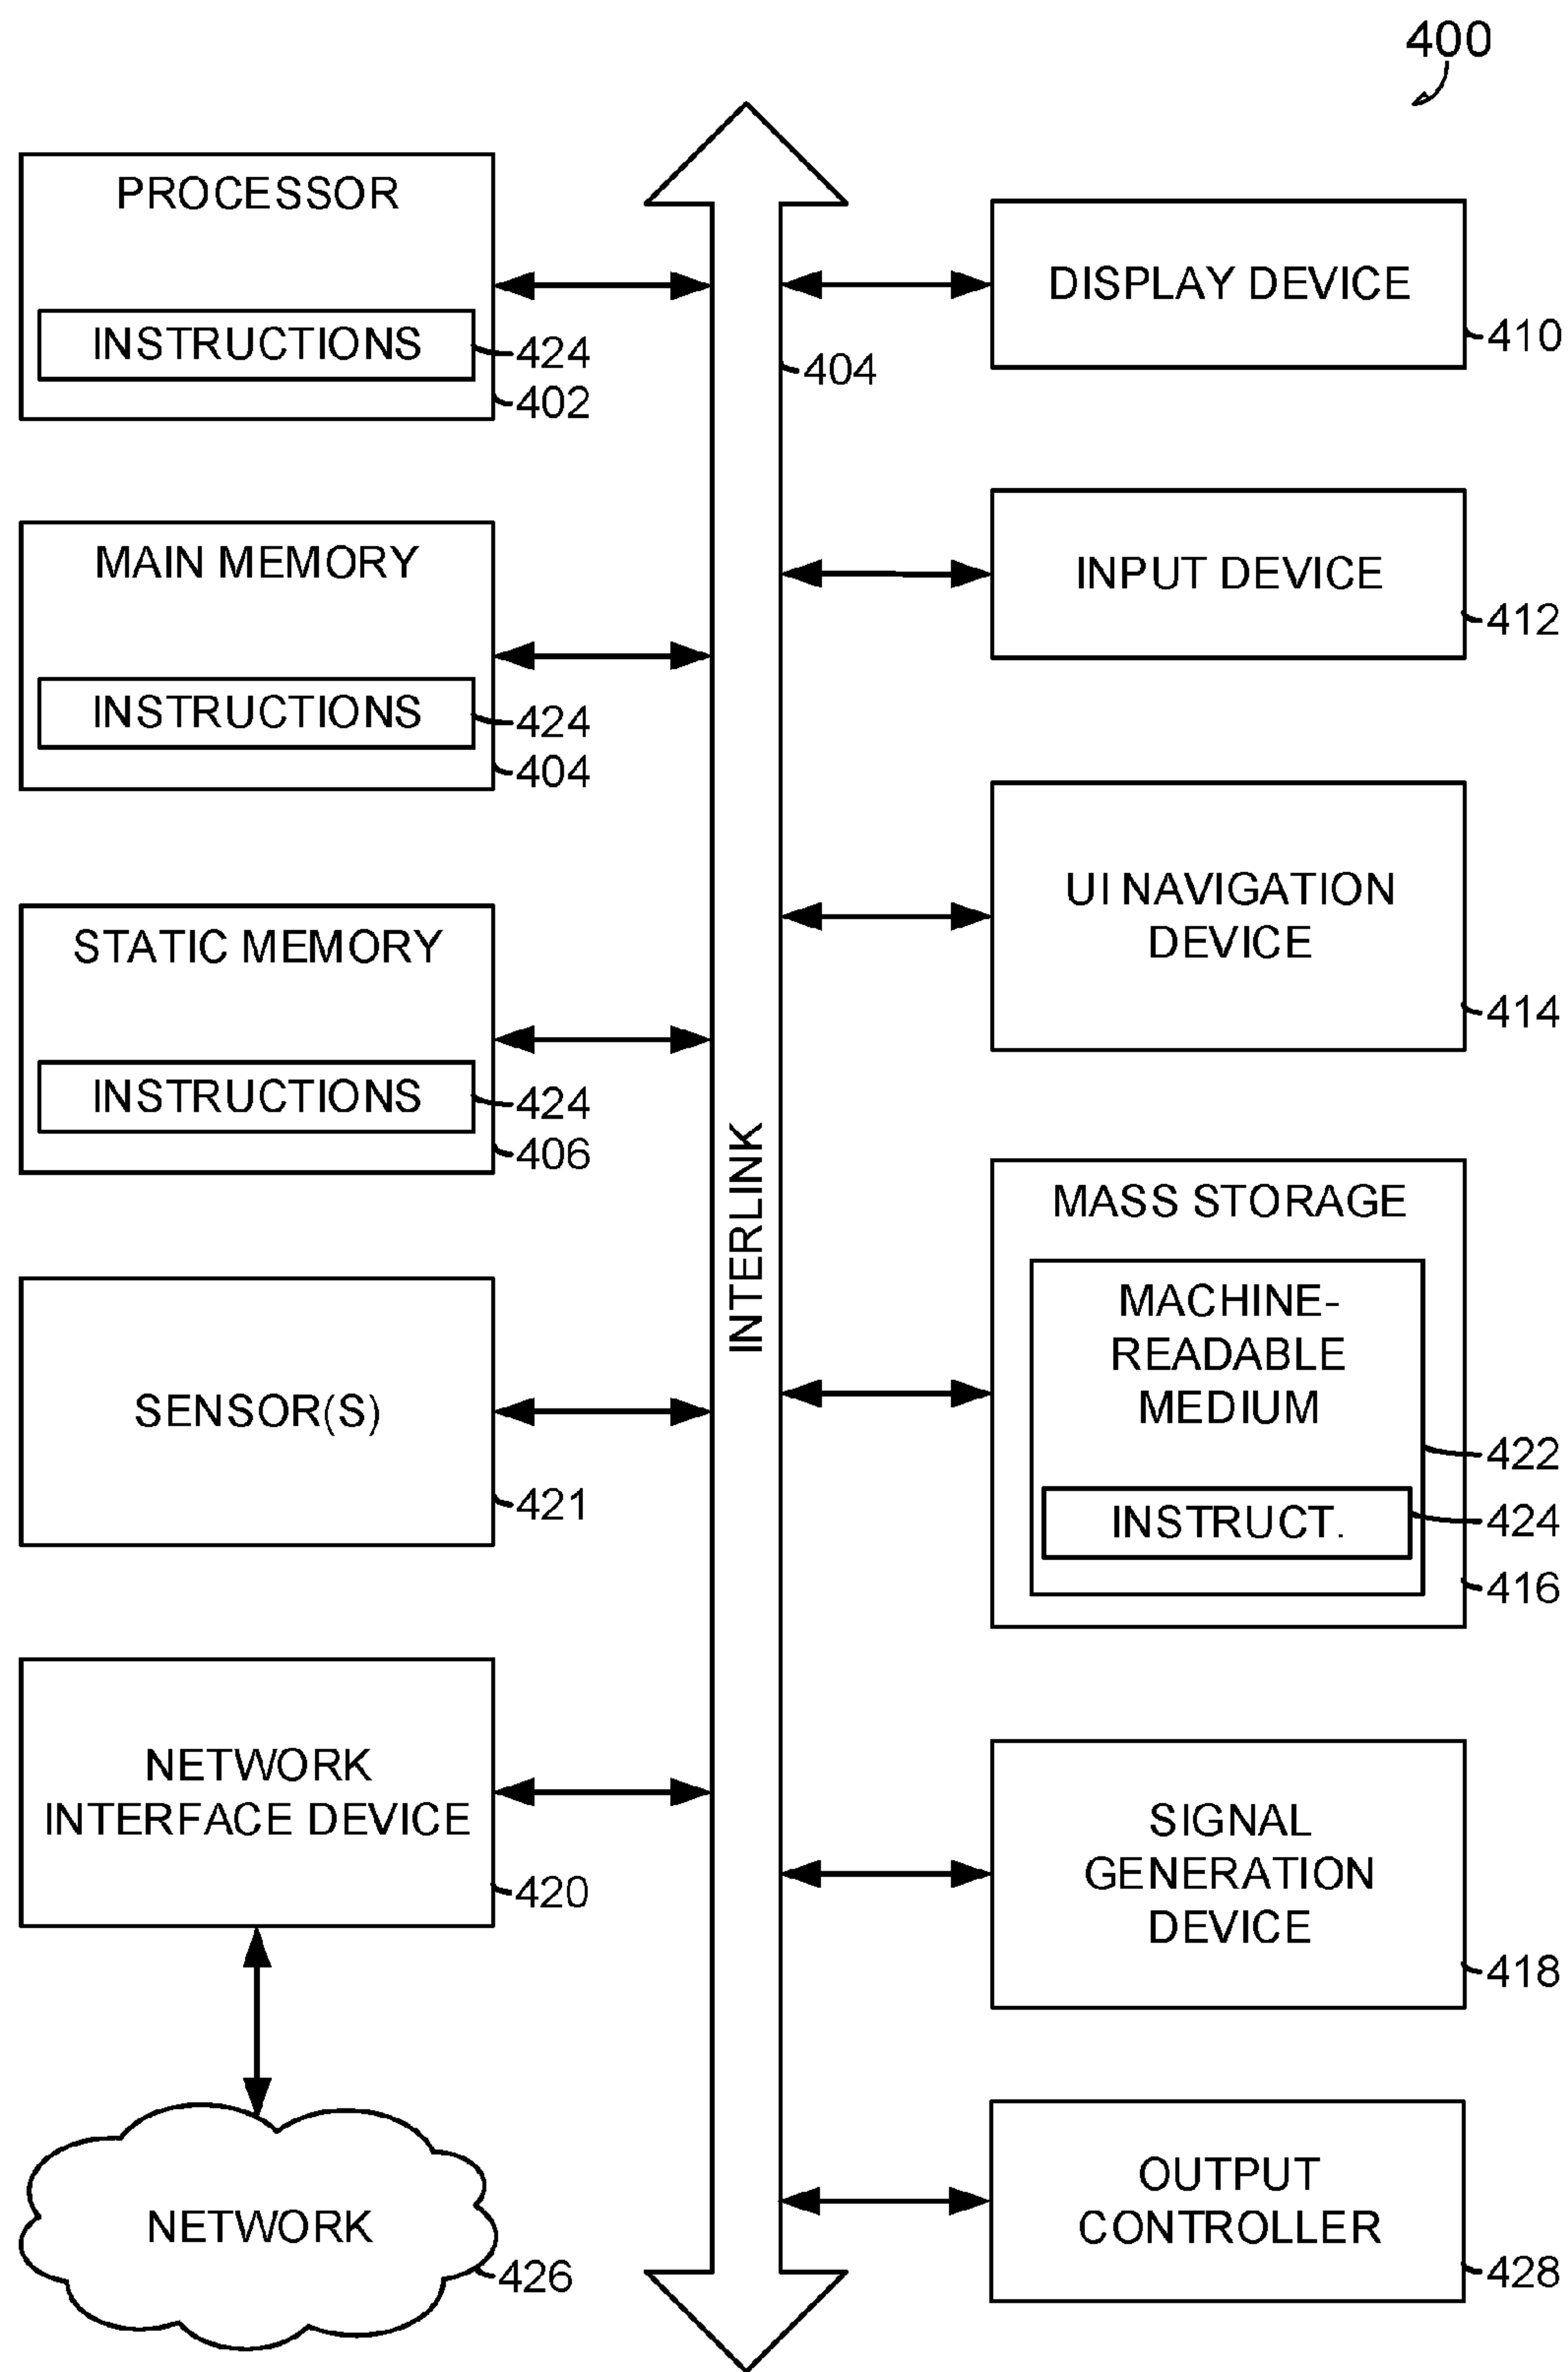 400
PROCESSOR
INSTRUCTIONS
424
402
MAIN MEMORY
INSTRUCTIONS
424
404
STATIC MEMORY
INSTRUCTIONS
424
406
SENSOR(S)
421
NETWORK
INTERFACE DEVICE
420
NETWORK
426
404
INTERLINK
DISPLAY DEVICE
410
INPUT DEVICE
412
UI NAVIGATION
DEVICE
414
MASS STORAGE
MACHINE-
READABLE
MEDIUM
422
INSTRUCT.
424
416
SIGNAL
GENERATION
DEVICE
418
OUTPUT
CONTROLLER
428